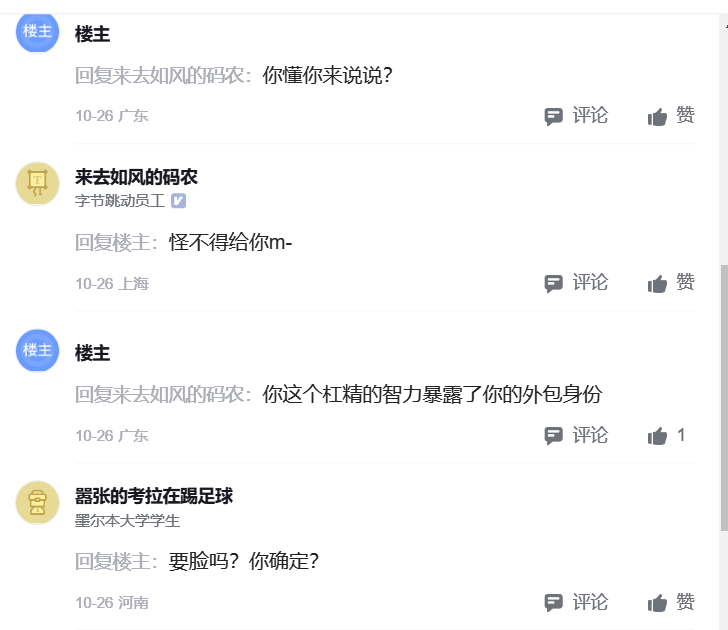 楼主 楼主
回复来去如风的码农：你懂你来说说？
10-26 广东 评论 赞
来去如风的码农
字节跳动员工
回复楼主：怪不得给你m-
10-26 上海 评论 赞
楼主 楼主
回复来去如风的码农：你这个杠精的智力暴露了你的外包身份
10-26 广东 评论 1
嚣张的考拉在踢足球
墨尔本大学学生
回复楼主：要脸吗？你确定？
10-26 河南 评论 赞